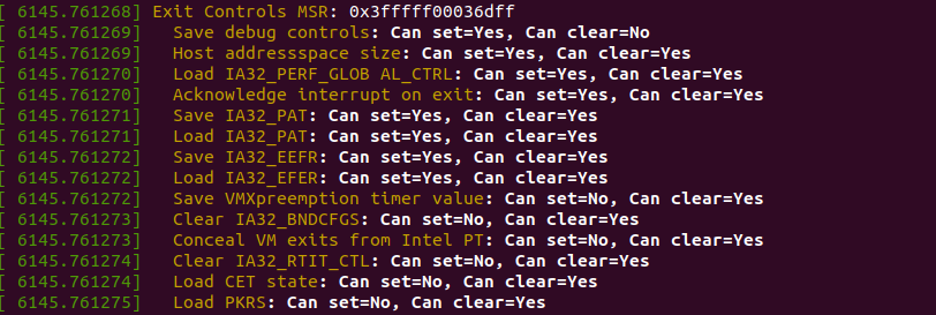 [ 6145.761268] Exit Controls MSR: 0x3fffff00036dff
[ 6145.761269]   Save debug controls: Can set=Yes, Can clear=No
[ 6145.761269]   Host addressspace size: Can set=Yes, Can clear=Yes
[ 6145.761270]   Load IA32_PERF_GLOB AL_CTRL: Can set=Yes, Can clear=Yes
[ 6145.761270]   Acknowledge interrupt on exit: Can set=Yes, Can clear=Yes
[ 6145.761271]   Save IA32_PAT: Can set=Yes, Can clear=Yes
[ 6145.761271]   Load IA32_PAT: Can set=Yes, Can clear=Yes
[ 6145.761272]   Save IA32_EEFR: Can set=Yes, Can clear=Yes
[ 6145.761272]   Load IA32_EFER: Can set=Yes, Can clear=Yes
[ 6145.761272]   Save VMXpreemption timer value: Can set=No, Can clear=Yes
[ 6145.761273]   Clear IA32_BNDCFGS: Can set=No, Can clear=Yes
[ 6145.761273]   Conceal VM exits from Intel PT: Can set=No, Can clear=Yes
[ 6145.761274]   Clear IA32_RTIT_CTL: Can set=No, Can clear=Yes
[ 6145.761274]   Load CET state: Can set=No, Can clear=Yes
[ 6145.761275]   Load PKRS: Can set=No, Can clear=Yes